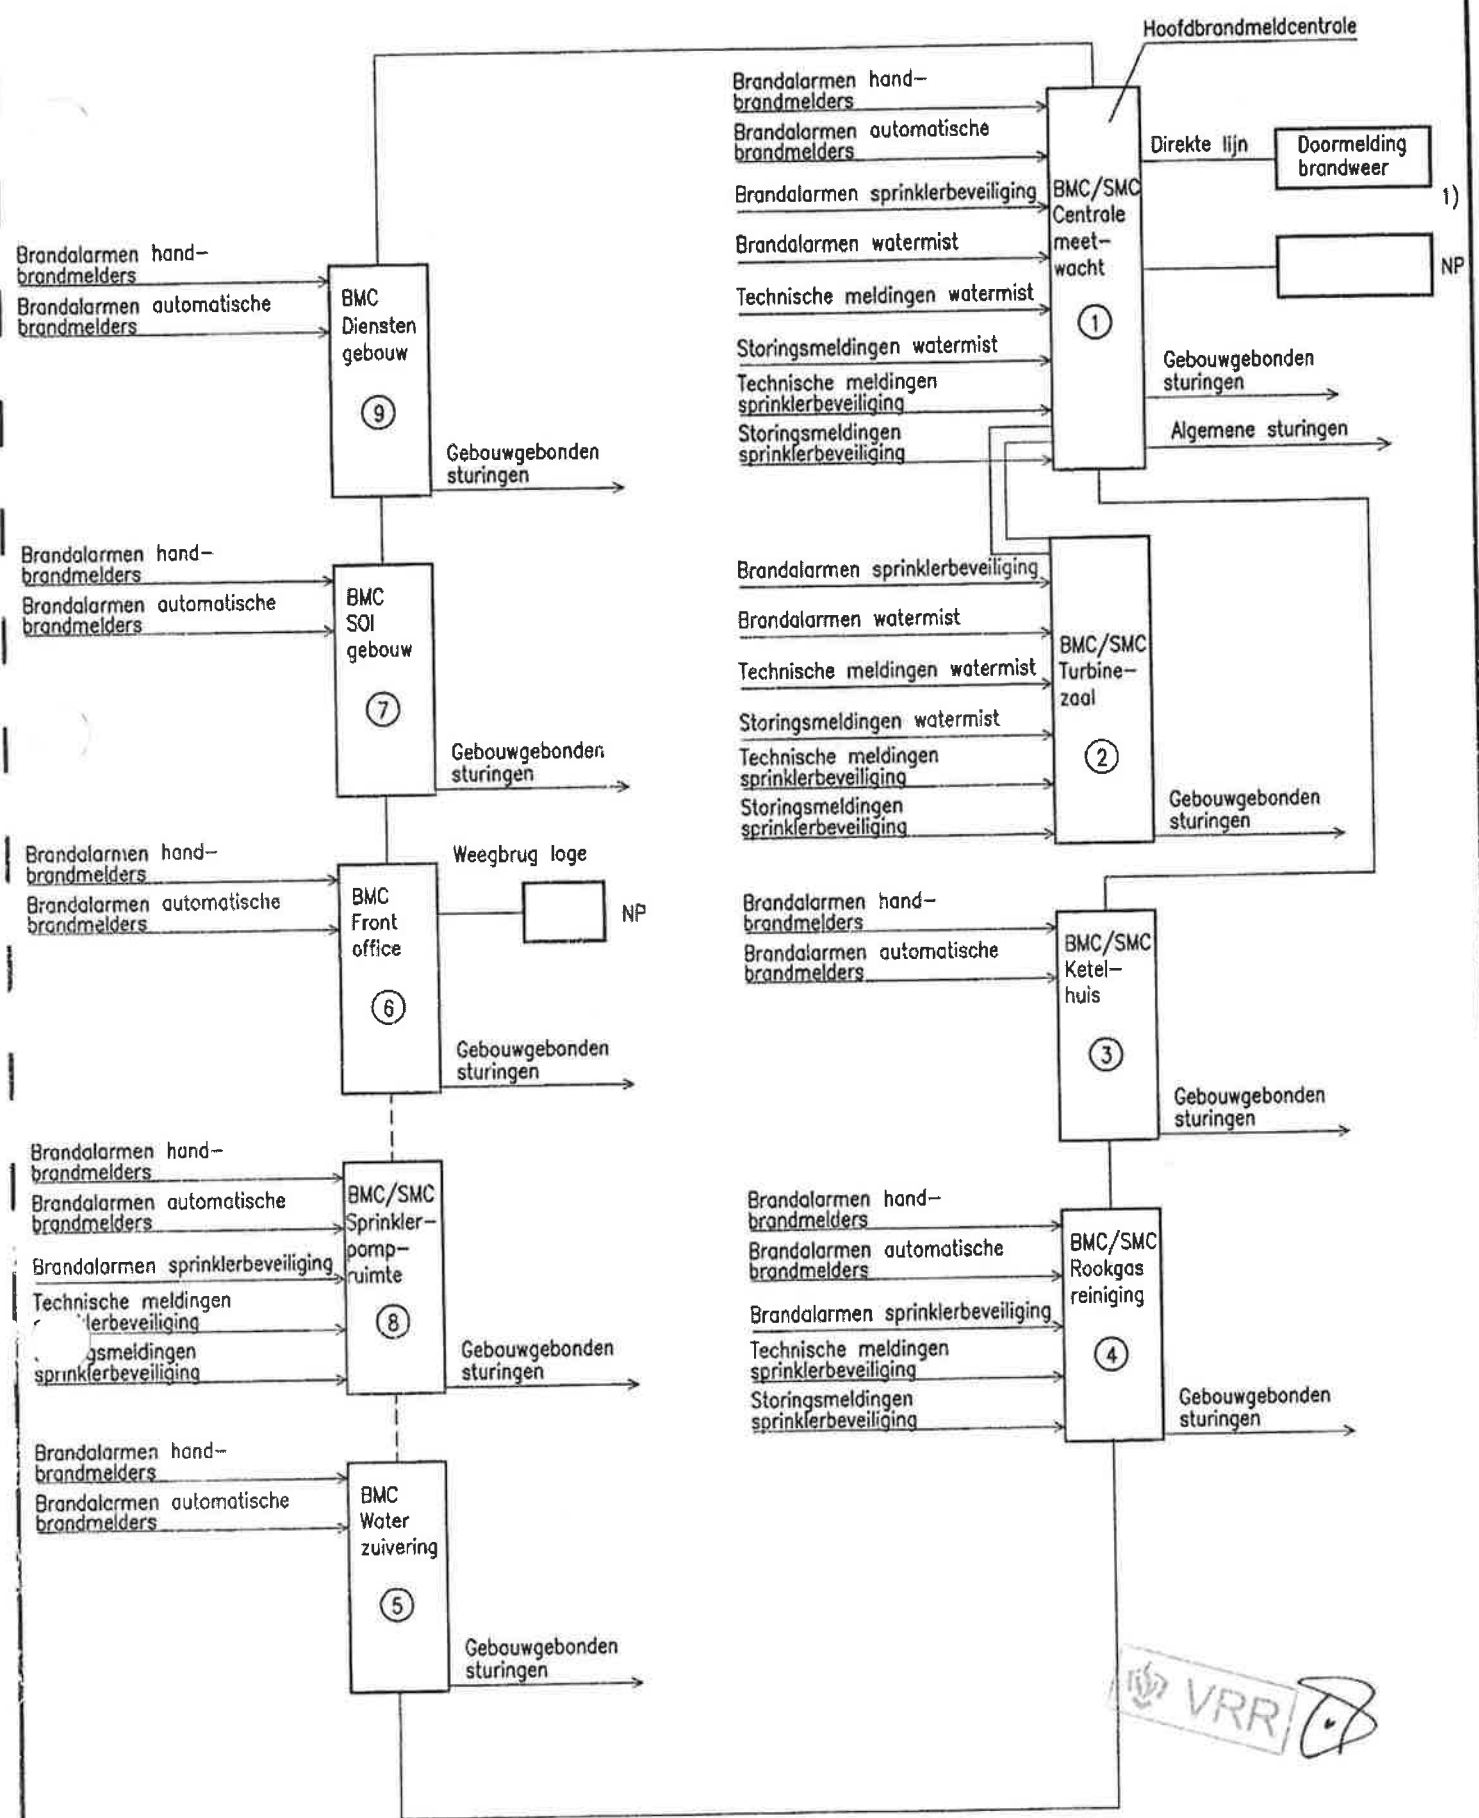 Hoofdbrandmeldcentrale
Brandalarmen hand-
brandmelders
Brandalarmen automatische
brandmelders
Brandalarmen sprinklerbeveiliging
Brandalarmen watermist
Technische meldingen watermist
Storingsmeldingen watermist
Technische meldingen
sprinklerbeveiliging
Storingsmeldingen
sprinklerbeveiliging
BMC/SMC
Centrale
meet-
wacht
1
Direkte lijn
Doormelding
brandweer
1)
NP
Gebouwgebonden
sturingen
Algemene sturingen
Brandalarmen hand-
brandmelders
Brandalarmen automatische
brandmelders
BMC
Diensten
gebouw
9
Gebouwgebonden
sturingen
Brandalarmen hand-
brandmelders
Brandalarmen automatische
brandmelders
BMC
SOI
gebouw
7
Gebouwgebonden
sturingen
Brandalarmen sprinklerbeveiliging
Brandalarmen watermist
Technische meldingen watermist
Storingsmeldingen watermist
Technische meldingen
sprinklerbeveiliging
Storingsmeldingen
sprinklerbeveiliging
BMC/SMC
Turbine-
zaal
2
Gebouwgebonden
sturingen
Brandalarmen hand-
brandmelders
Brandalarmen automatische
brandmelders
BMC
Front
office
6
Weegbrug loge
NP
Gebouwgebonden
sturingen
Brandalarmen hand-
brandmelders
Brandalarmen automatische
brandmelders
BMC/SMC
Ketel-
huis
3
Gebouwgebonden
sturingen
Brandalarmen hand-
brandmelders
Brandalarmen automatische
brandmelders
Brandalarmen sprinklerbeveiliging
Technische meldingen
lerbeveiliging
gsmeldingen
sprinklerbeveiliging
BMC/SMC
Sprinkler-
pomp-
ruimte
8
Gebouwgebonden
sturingen
Brandalarmen hand-
brandmelders
Brandalarmen automatische
brandmelders
Brandalarmen sprinklerbeveiliging
Technische meldingen
sprinklerbeveiliging
Storingsmeldingen
sprinklerbeveiliging
BMC/SMC
Rookgas
reiniging
4
Gebouwgebonden
sturingen
Brandalarmen hand-
brandmelders
Brandalarmen automatische
brandmelders
BMC
Water
zuivering
5
Gebouwgebonden
sturingen
VRR